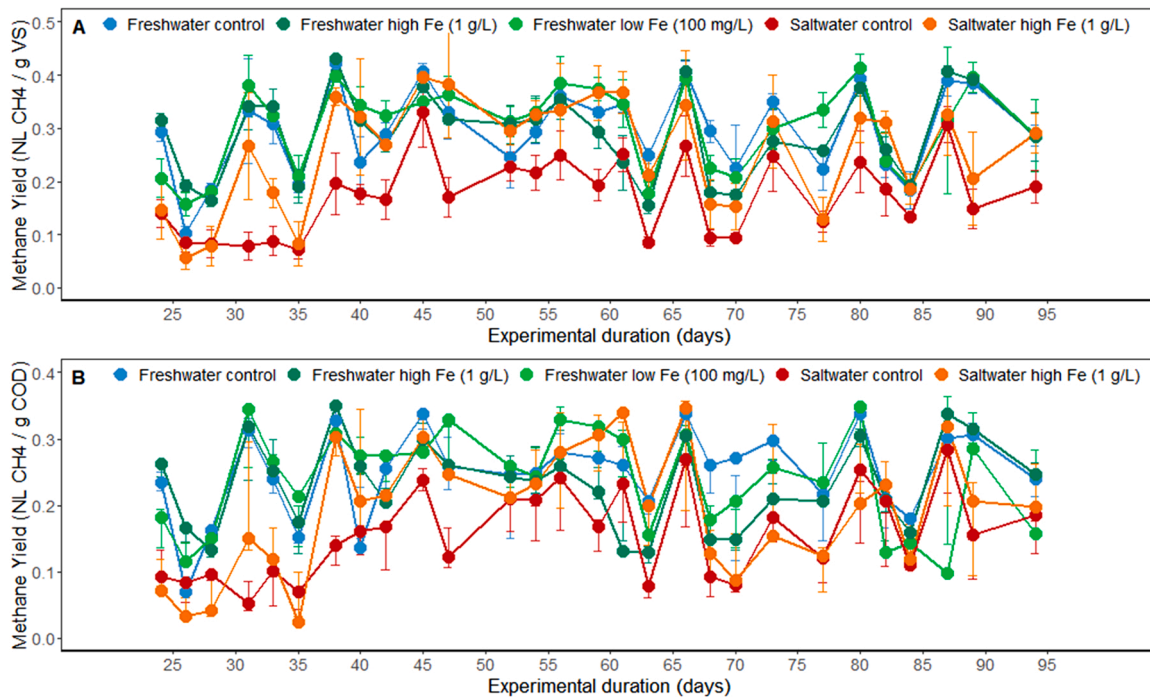 A Freshwater control Freshwater high Fe (1 g/L) Freshwater low Fe (100 mg/L) Saltwater control Saltwater high Fe (1 g/L)
Methane Yield (NL CH4 / g VS)
0.5
0.4
0.3
0.2
0.1
0.0
25 30 35 40 45 50 55 60 65 70 75 80 85 90 95
Experimental duration (days)
B Freshwater control Freshwater high Fe (1 g/L) Freshwater low Fe (100 mg/L) Saltwater control Saltwater high Fe (1 g/L)
Methane Yield (NL CH4 / g COD)
0.4
0.3
0.2
0.1
0.0
25 30 35 40 45 50 55 60 65 70 75 80 85 90 95
Experimental duration (days)